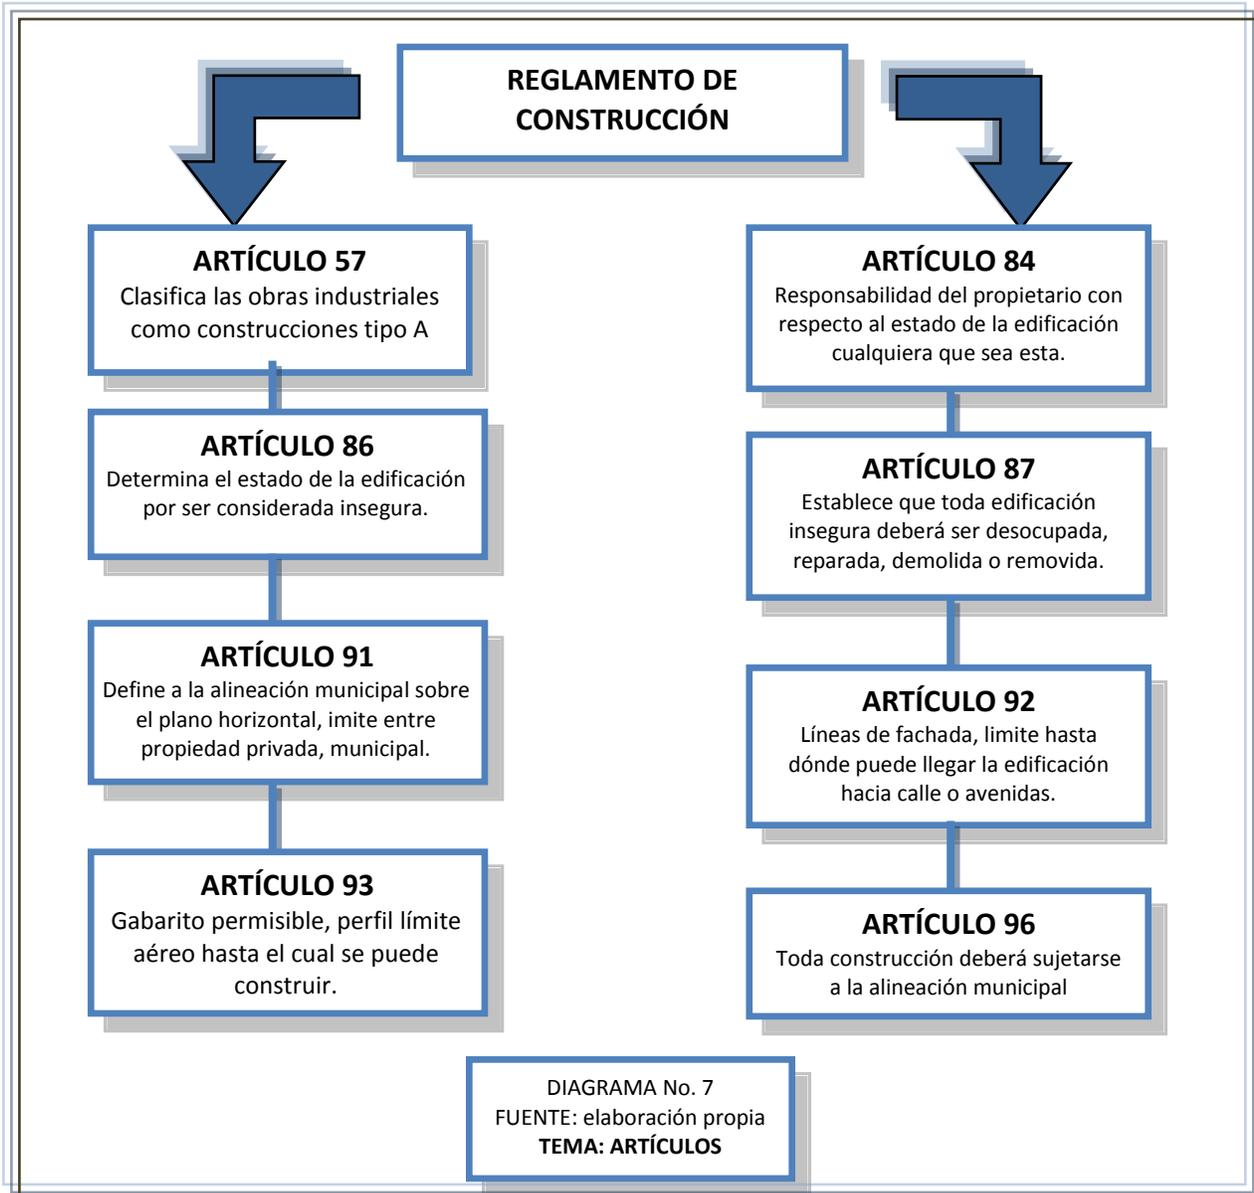 REGLAMENTO DE
CONSTRUCCIÓN
ARTÍCULO 57
Clasifica las obras industriales
como construcciones tipo A
ARTÍCULO 86
Determina el estado de la edificación
por ser considerada insegura.
ARTÍCULO 91
Define a la alineación municipal sobre
el plano horizontal, imite entre
propiedad privada, municipal.
ARTÍCULO 93
Gabarito permisible, perfil límite
aéreo hasta el cual se puede
construir.
ARTÍCULO 84
Responsabilidad del propietario con
respecto al estado de la edificación
cualquiera que sea esta.
ARTÍCULO 87
Establece que toda edificación
insegura deberá ser desocupada,
reparada, demolida o removida.
ARTÍCULO 92
Líneas de fachada, limite hasta
dónde puede llegar la edificación
hacia calle o avenidas.
ARTÍCULO 96
Toda construcción deberá sujetarse
a la alineación municipal
DIAGRAMA No. 7
FUENTE: elaboración propia
TEMA: ARTÍCULOS